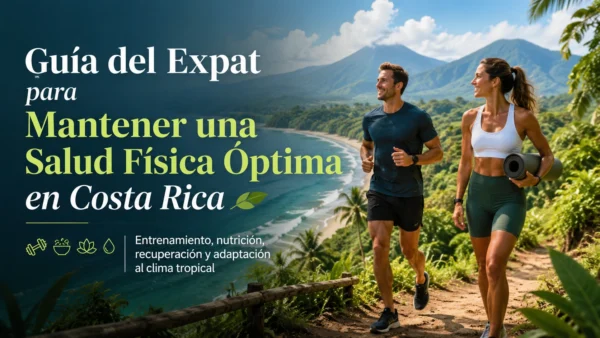 Guía del Expat
para
Mantener una
Salud Física Óptima
en Costa Rica
Entrenamiento, nutrición,
recuperación y adaptación
al clima tropical